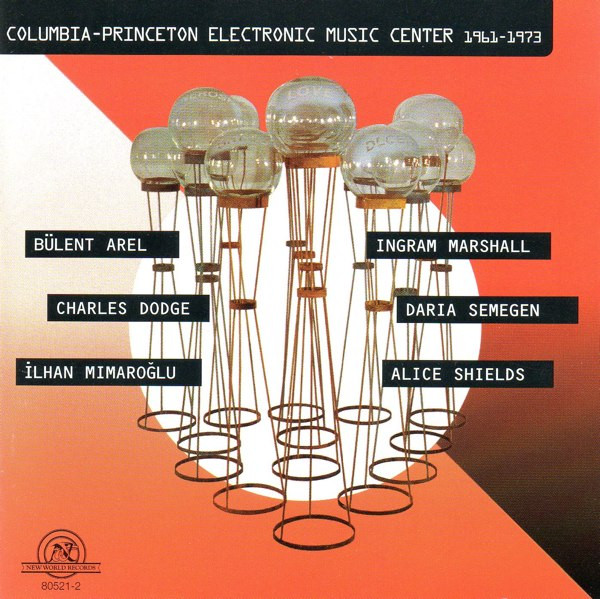 COLUMBIA-PRINCETON ELECTRONIC MUSIC CENTER 1961-1973
LOVE
BÜLENT AREL
INGRAM MARSHALL
CHARLES DODGE
DARIA SEMEGEN
İLHAN MIMAROĞLU
ALICE SHIELDS
NEW WORLD RECORDS
80521-2